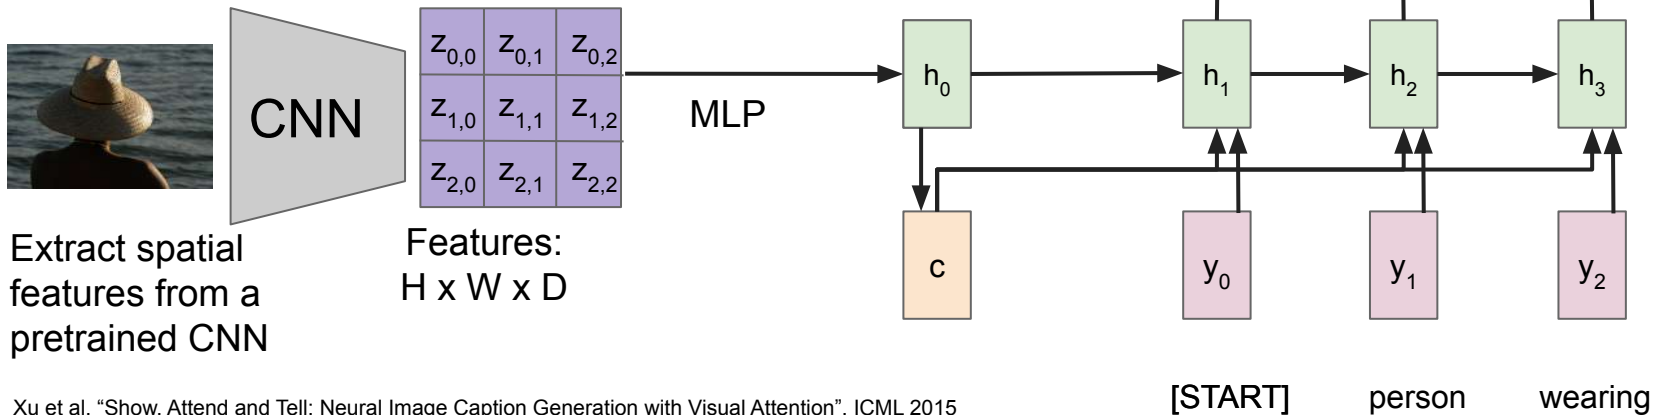 CNN
z0,0 z0,1 z0,2
z1,0 z1,1 z1,2
z2,0 z2,1 z2,2
MLP
h0
h1
h2
h3
Extract spatial
features from a
pretrained CNN
Features:
H x W x D
c
y0
y1
y2
[START]
person
wearing
Xu et al, “Show, Attend and Tell: Neural Image Caption Generation with Visual Attention”, ICML 2015